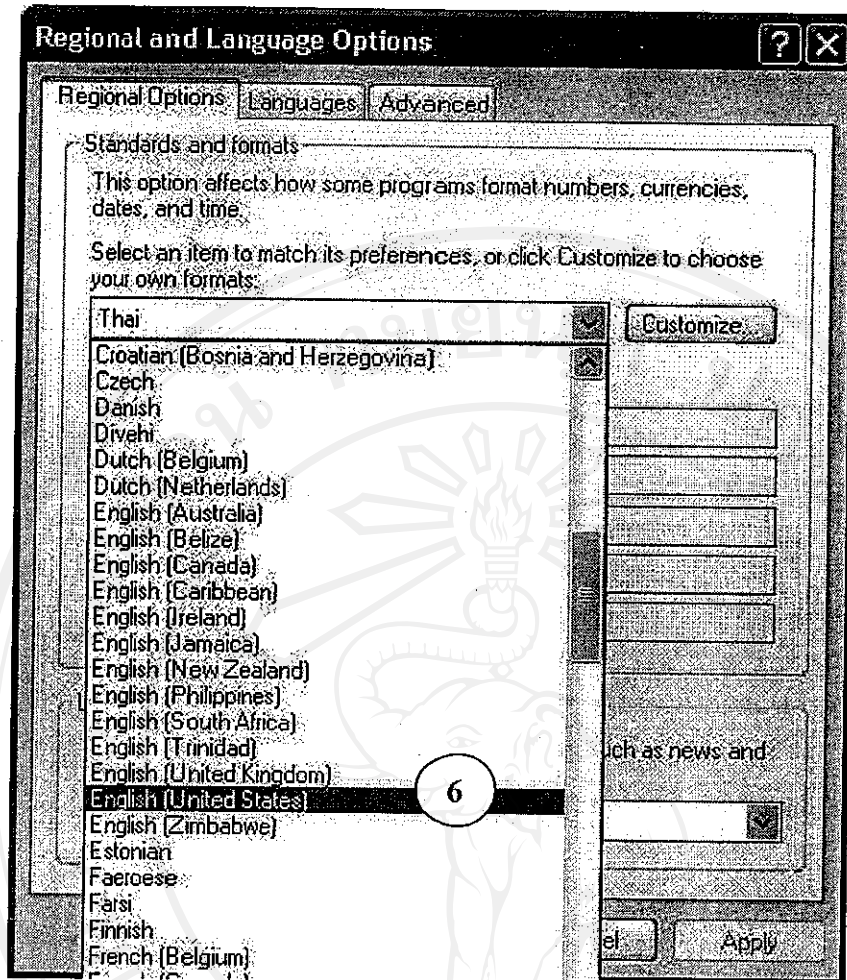 Regional and Language Options
Regional Options Languages Advanced
Standards and formats
This option affects how some programs format numbers, currencies,
dates, and time.
Select an item to match its preferences, or click Customize to choose
your own formats:
Thai
Customize...
Croatian (Bosnia and Herzegovina)
Czech
Danish
Divehi
Dutch (Belgium)
Dutch (Netherlands)
English (Australia)
English (Belize)
English (Canada)
English (Caribbean)
English (Ireland)
English (Jamaica)
English (New Zealand)
English (Philippines)
English (South Africa)
English (Trinidad)
English (United Kingdom)
uch as news and
English (United States)
6
English (Zimbabwe)
Estonian
Faeroese
Farsi
Finnish
French (Belgium)
el
Apply